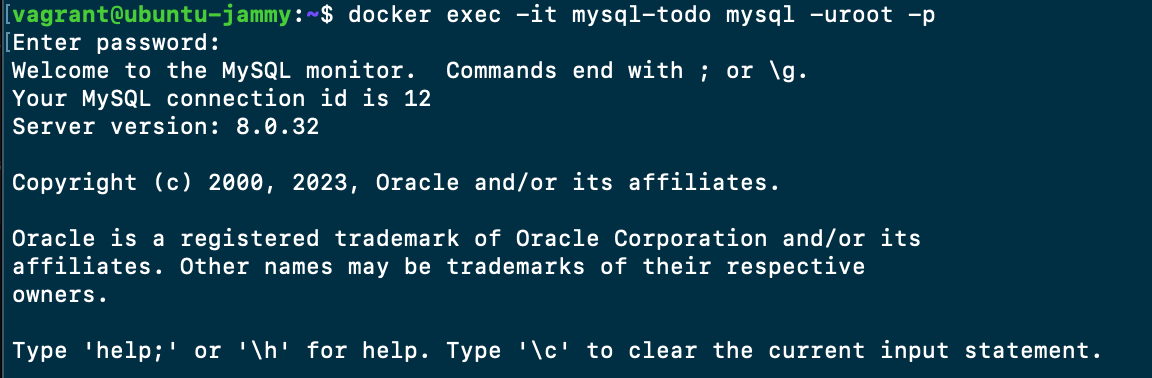 [vagrant@ubuntu-jammy:~$ docker exec -it mysql-todo mysql -uroot -p
[Enter password:
Welcome to the MySQL monitor.  Commands end with ; or \g.
Your MySQL connection id is 12
Server version: 8.0.32

Copyright (c) 2000, 2023, Oracle and/or its affiliates.

Oracle is a registered trademark of Oracle Corporation and/or its
affiliates. Other names may be trademarks of their respective
owners.

Type 'help;' or '\h' for help. Type '\c' to clear the current input statement.